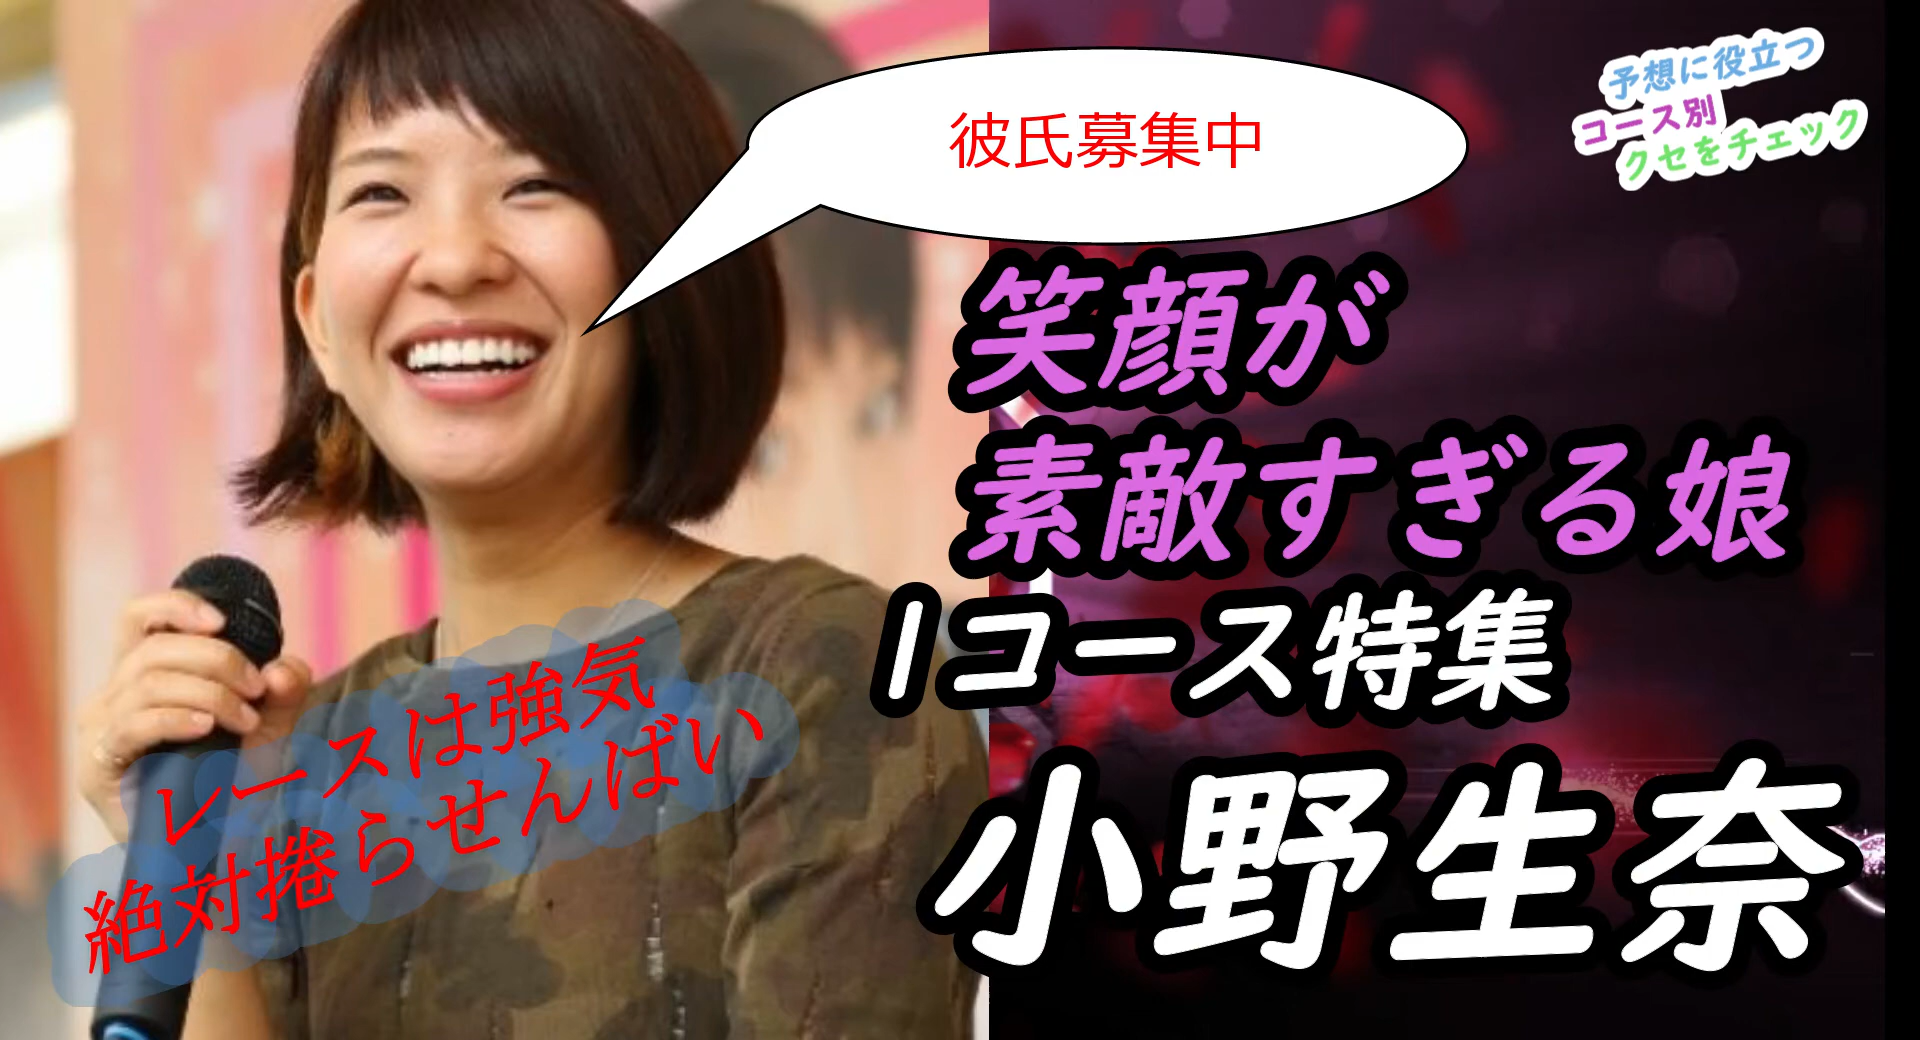 彼氏募集中
予想に役立つ
コース別
クセをチェック
笑顔が
素敵すぎる娘
1コース特集
小野生奈
レースは強気
絶対捲らせんばい